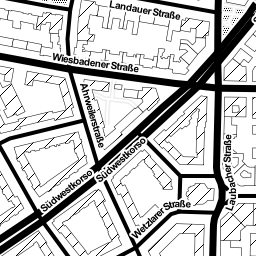 Landauer Straße
Wiesbadener Straße
Ahrweilerstraße
Südwestkorso
Südwestkorso
Laubacher Straße
Wetzlarer Straße